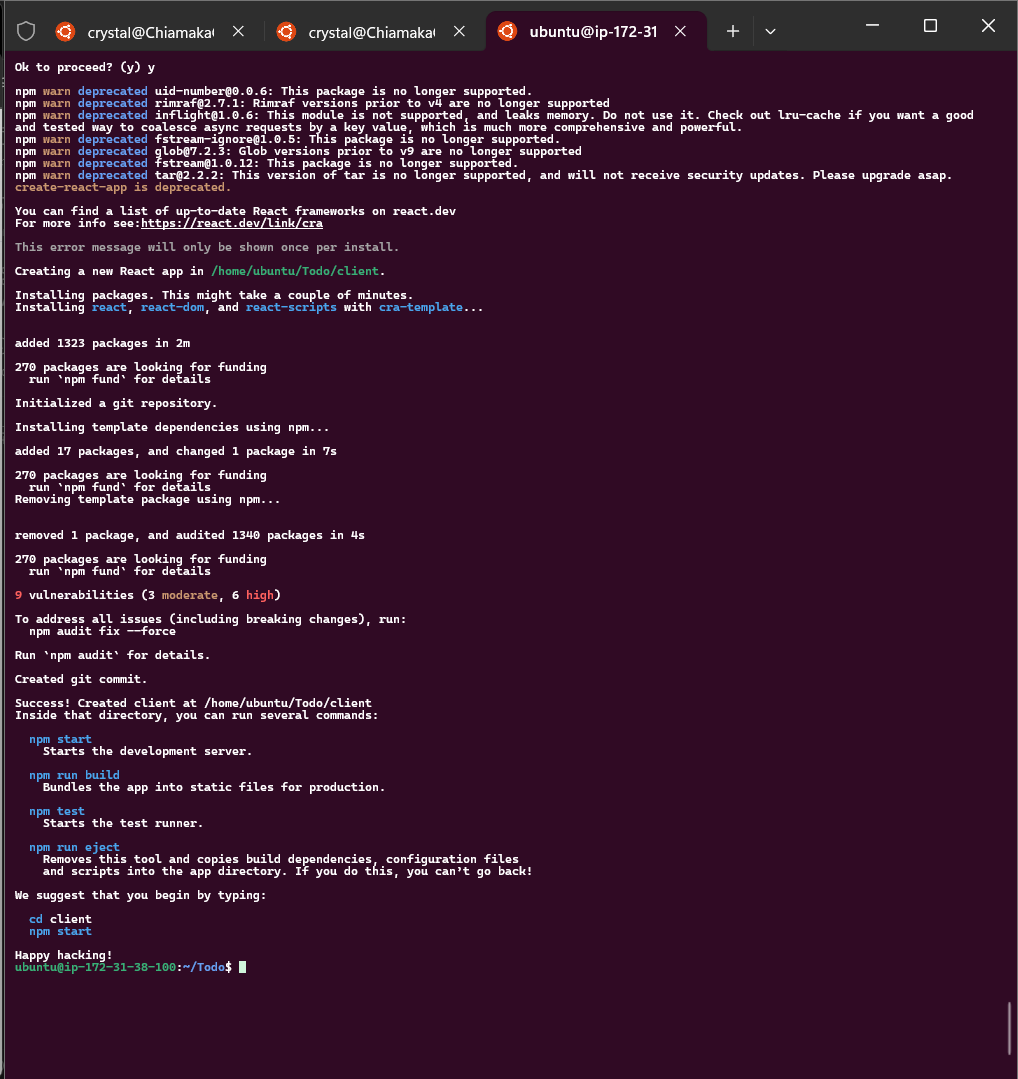 crystal@Chiamaka
crystal@Chiamaka
ubuntu@ip-172-31
Ok to proceed? (y) y
npm warn deprecated uid-number@0.0.6: This package is no longer supported.
npm warn deprecated rimraf@2.7.1: Rimraf versions prior to v4 are no longer supported
npm warn deprecated inflight@1.0.6: This module is not supported, and leaks memory. Do not use it. Check out lru-cache if you want a good
and tested way to coalesce async requests by a key value, which is much more comprehensive and powerful.
npm warn deprecated fstream-ignore@1.0.5: This package is no longer supported.
npm warn deprecated glob@7.2.3: Glob versions prior to v9 are no longer supported
npm warn deprecated fstream@1.0.12: This package is no longer supported.
npm warn deprecated tar@2.2.2: This version of tar is no longer supported, and will not receive security updates. Please upgrade asap.
create-react-app is deprecated.
You can find a list of up-to-date React frameworks on react.dev
For more info see:https://react.dev/link/cra
This error message will only be shown once per install.
Creating a new React app in /home/ubuntu/Todo/client.
Installing packages. This might take a couple of minutes.
Installing react, react-dom, and react-scripts with cra-template...
added 1323 packages in 2m
270 packages are looking for funding
  run `npm fund` for details
Initialized a git repository.
Installing template dependencies using npm...
added 17 packages, and changed 1 package in 7s
270 packages are looking for funding
  run `npm fund` for details
Removing template package using npm...
removed 1 package, and audited 1340 packages in 4s
270 packages are looking for funding
  run `npm fund` for details
9 vulnerabilities (3 moderate, 6 high)
To address all issues (including breaking changes), run:
  npm audit fix --force
Run `npm audit` for details.
Created git commit.
Success! Created client at /home/ubuntu/Todo/client
Inside that directory, you can run several commands:
  npm start
    Starts the development server.
  npm run build
    Bundles the app into static files for production.
  npm test
    Starts the test runner.
  npm run eject
    Removes this tool and copies build dependencies, configuration files
    and scripts into the app directory. If you do this, you can't go back!
We suggest that you begin by typing:
  cd client
  npm start
Happy hacking!
ubuntu@ip-172-31-38-100:~/Todo$